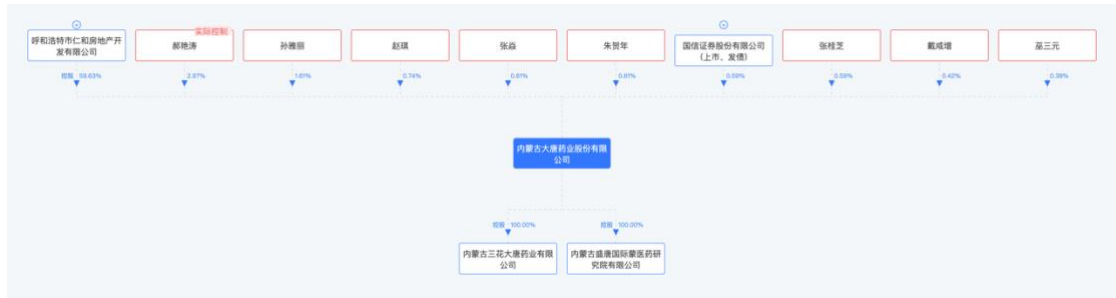 实际控制
呼和浩特市仁和房地产开
发有限公司
郝艳涛
孙雅丽
赵琪
张焱
朱贺年
国信证券股份有限公司
(上市、发债)
张桂芝
戴咸增
巫三元
控股 59.63%
2.97%
1.61%
0.74%
0.61%
0.61%
0.59%
0.59%
0.42%
0.39%
内蒙古大唐药业股份有限
公司
控股 100.00%
控股 100.00%
内蒙古三花大唐药业有限
公司
内蒙古盛唐国际蒙医药研
究院有限公司